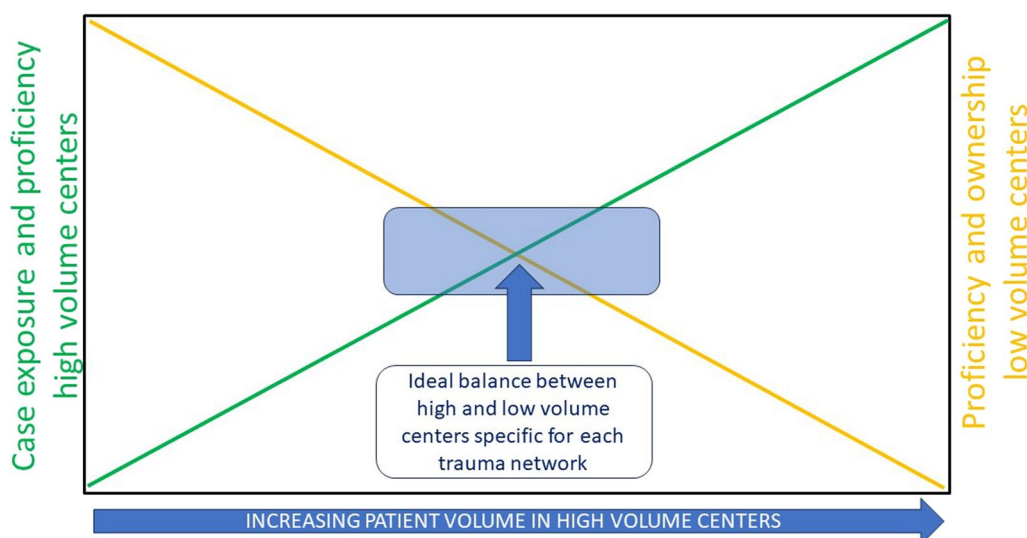 Case exposure and proficiency
high volume centers
Proficiency and ownership
low volume centers
Ideal balance between
high and low volume
centers specific for each
trauma network
INCREASING PATIENT VOLUME IN HIGH VOLUME CENTERS